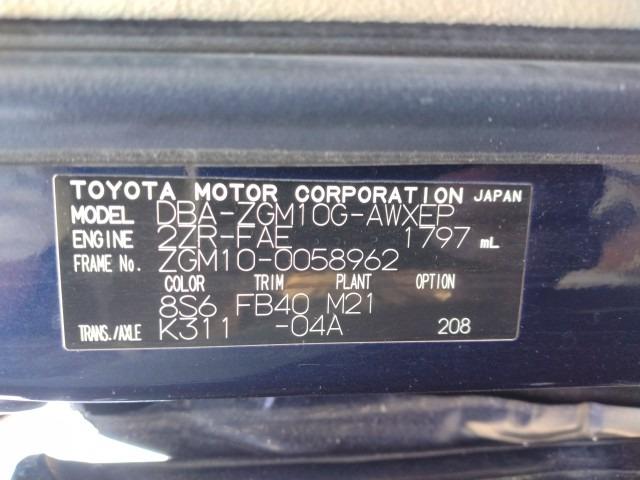 TOYOTA MOTOR CORPORATION JAPAN
MODEL DBA-ZGM10G-AWXEP
ENGINE 2ZR-FAE 1797 mL
FRAME No. ZGM10-0058962
COLOR TRIM PLANT OPTION
8S6 FB40 M21
TRANS./AXLE K311 -04A 208